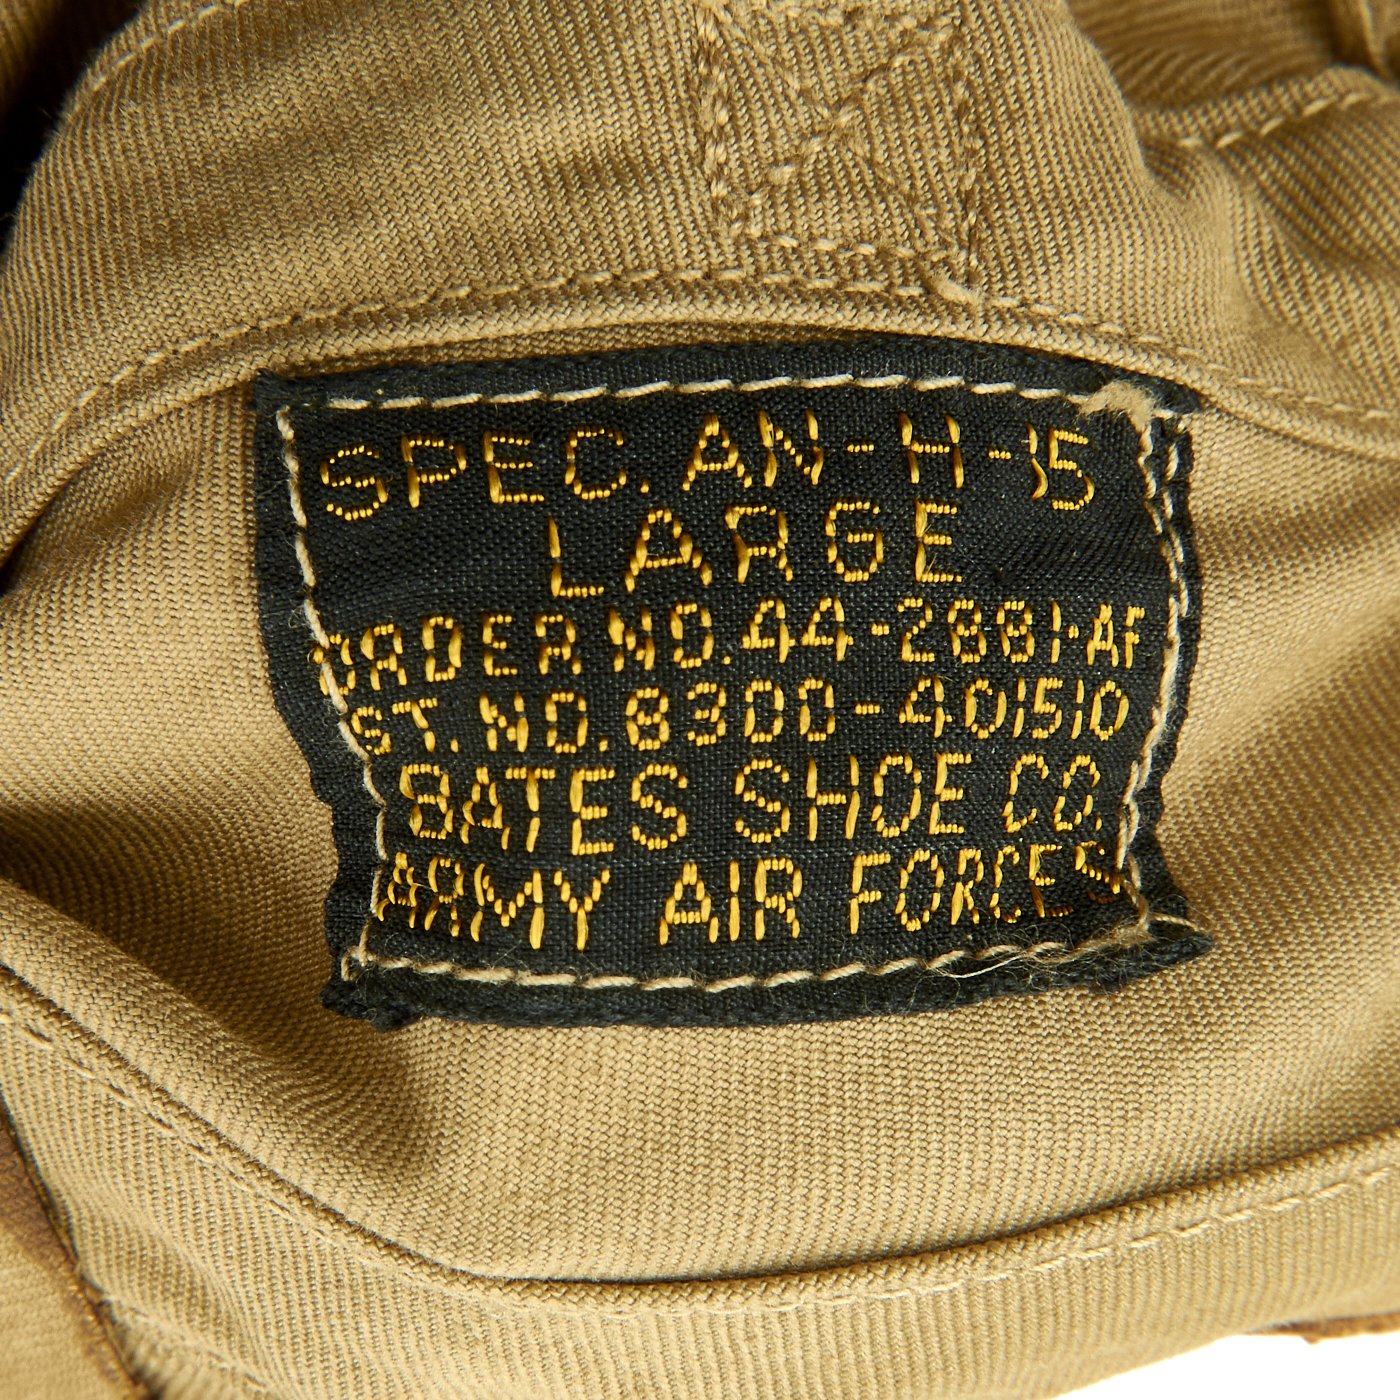 SPEC. AN-H-15
LARGE
ORDER NO. 44-2881-AF
ST. NO. 8300-401510
BATES SHOE CO.
ARMY AIR FORCES